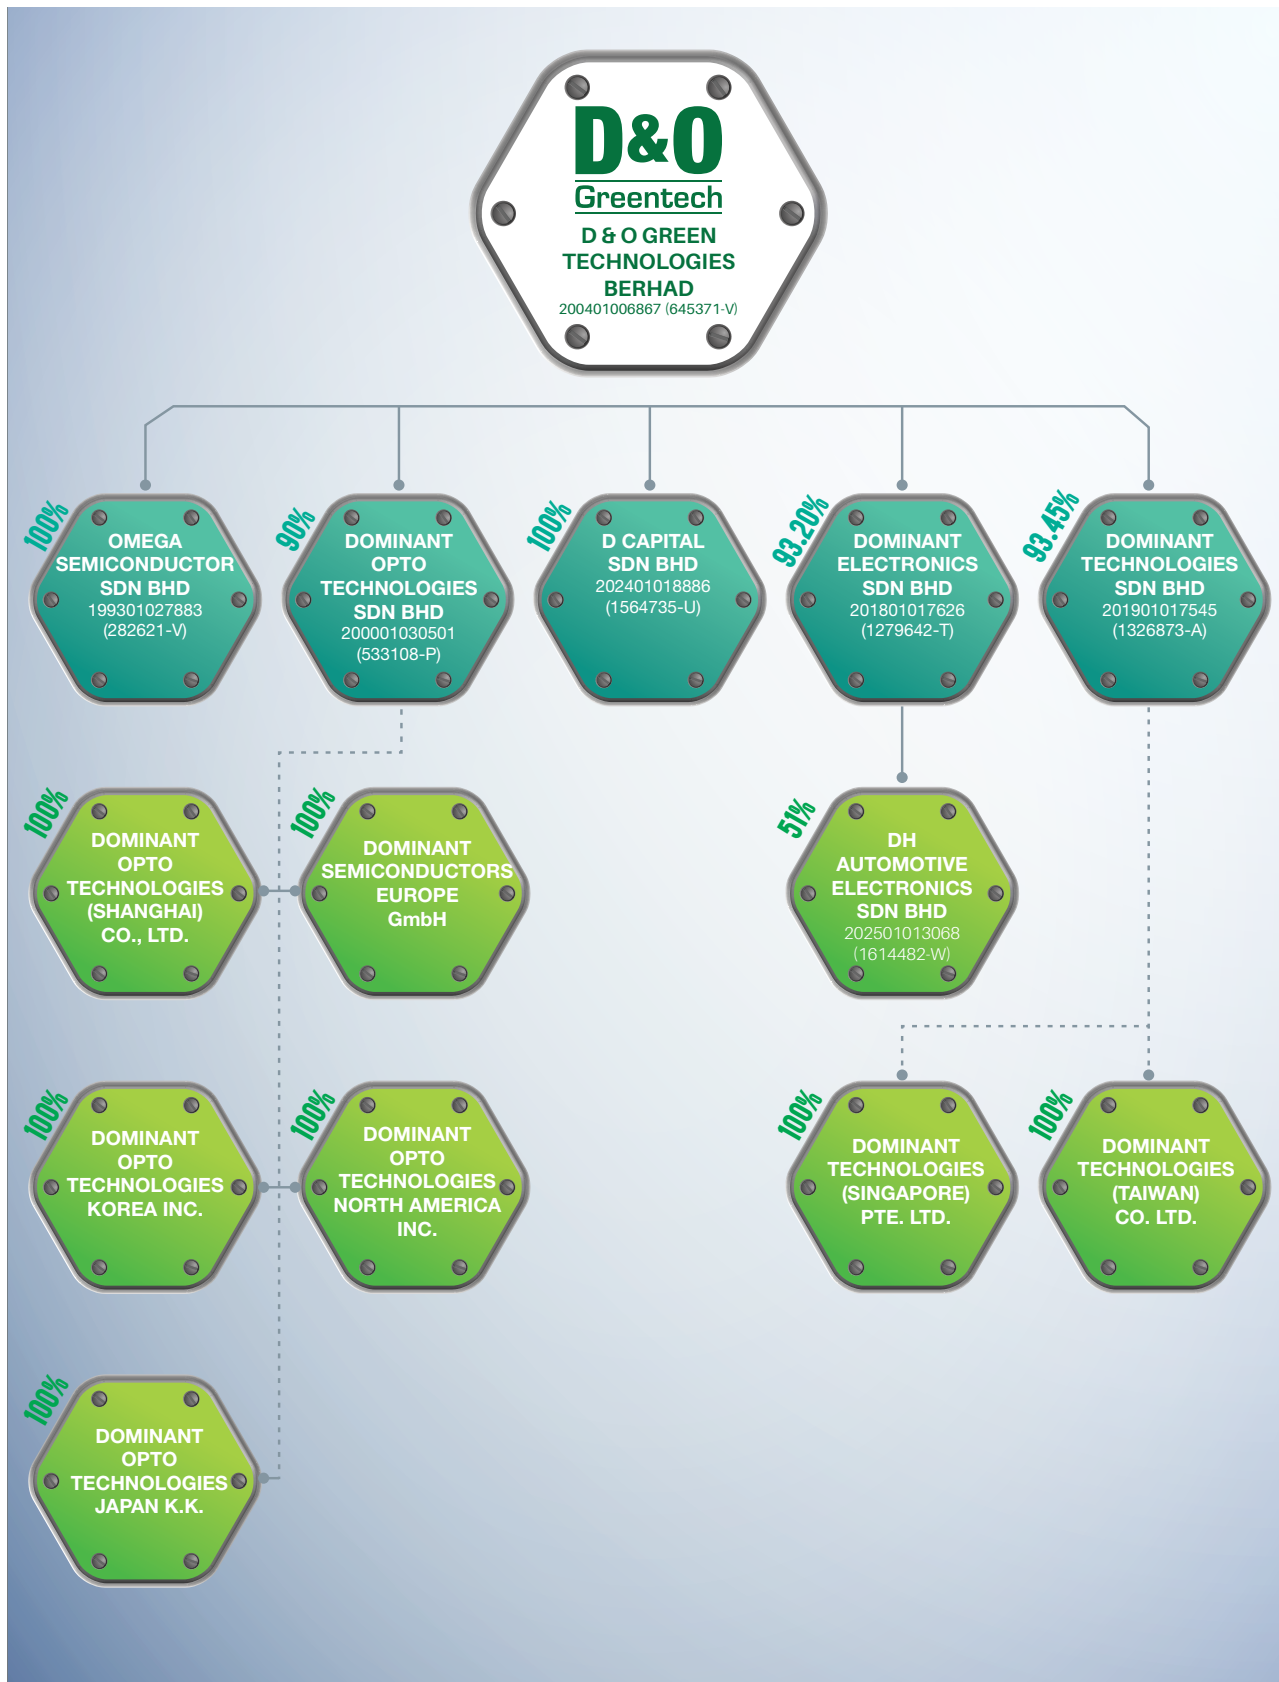 D&O
Greentech
D & O GREEN
TECHNOLOGIES
BERHAD
200401006867 (645371-V)
100%
OMEGA
SEMICONDUCTOR
SDN BHD
199301027883
(282621-V)
90%
DOMINANT
OPTO
TECHNOLOGIES
SDN BHD
200001030501
(533108-P)
100%
D CAPITAL
SDN BHD
202401018886
(1564735-U)
93.20%
DOMINANT
ELECTRONICS
SDN BHD
201801017626
(1279642-T)
93.45%
DOMINANT
TECHNOLOGIES
SDN BHD
201901017545
(1326873-A)
100%
DOMINANT
OPTO
TECHNOLOGIES
(SHANGHAI)
CO., LTD.
100%
DOMINANT
SEMICONDUCTORS
EUROPE
GmbH
51%
DH
AUTOMOTIVE
ELECTRONICS
SDN BHD
202501013068
(1614482-W)
100%
DOMINANT
OPTO
TECHNOLOGIES
KOREA INC.
100%
DOMINANT
OPTO
TECHNOLOGIES
NORTH AMERICA
INC.
100%
DOMINANT
TECHNOLOGIES
(SINGAPORE)
PTE. LTD.
100%
DOMINANT
TECHNOLOGIES
(TAIWAN)
CO. LTD.
100%
DOMINANT
OPTO
TECHNOLOGIES
JAPAN K.K.